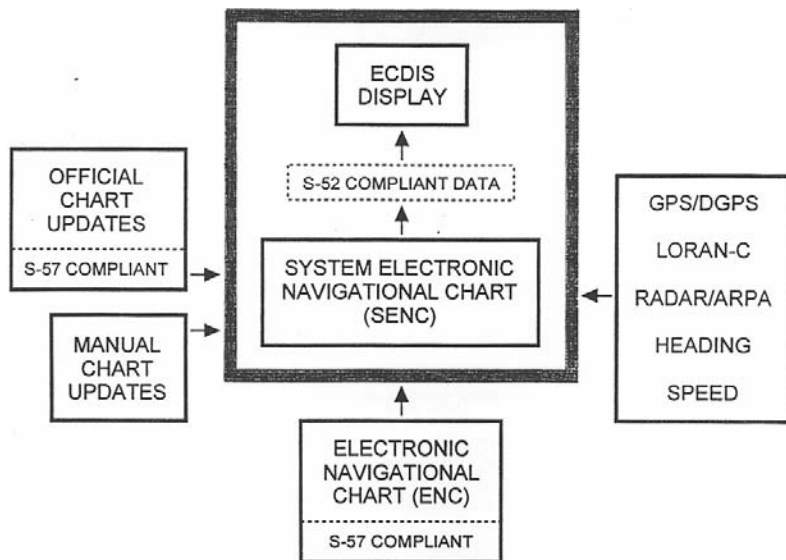 ECDIS
DISPLAY
S-52 COMPLIANT DATA
SYSTEM ELECTRONIC
NAVIGATIONAL CHART
(SENC)
OFFICIAL
CHART
UPDATES
S-57 COMPLIANT
MANUAL
CHART
UPDATES
GPS/DGPS
LORAN-C
RADAR/ARPA
HEADING
SPEED
ELECTRONIC
NAVIGATIONAL
CHART (ENC)
S-57 COMPLIANT